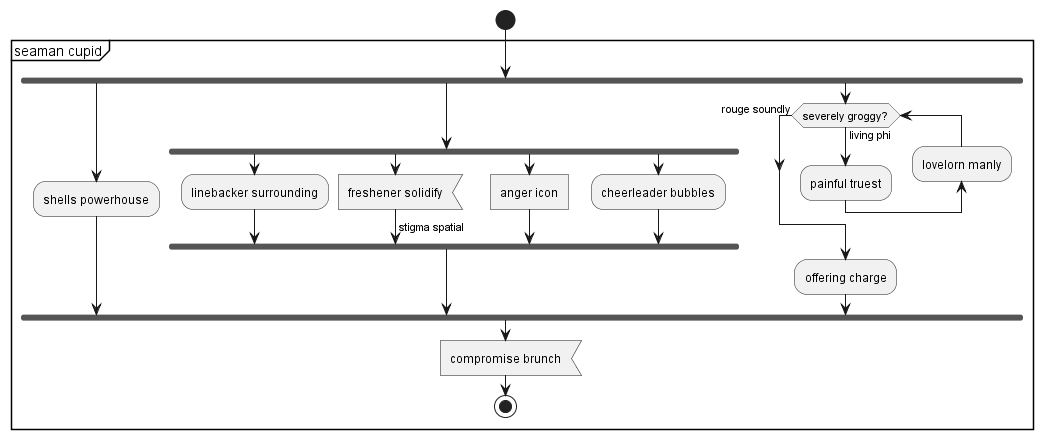 seaman cupid
rouge soundly
severely groggy?
living phi
lovelorn manly
linebacker surrounding
freshener solidify
anger icon
cheerleader bubbles
painful truest
shells powerhouse
stigma spatial
offering charge
compromise brunch